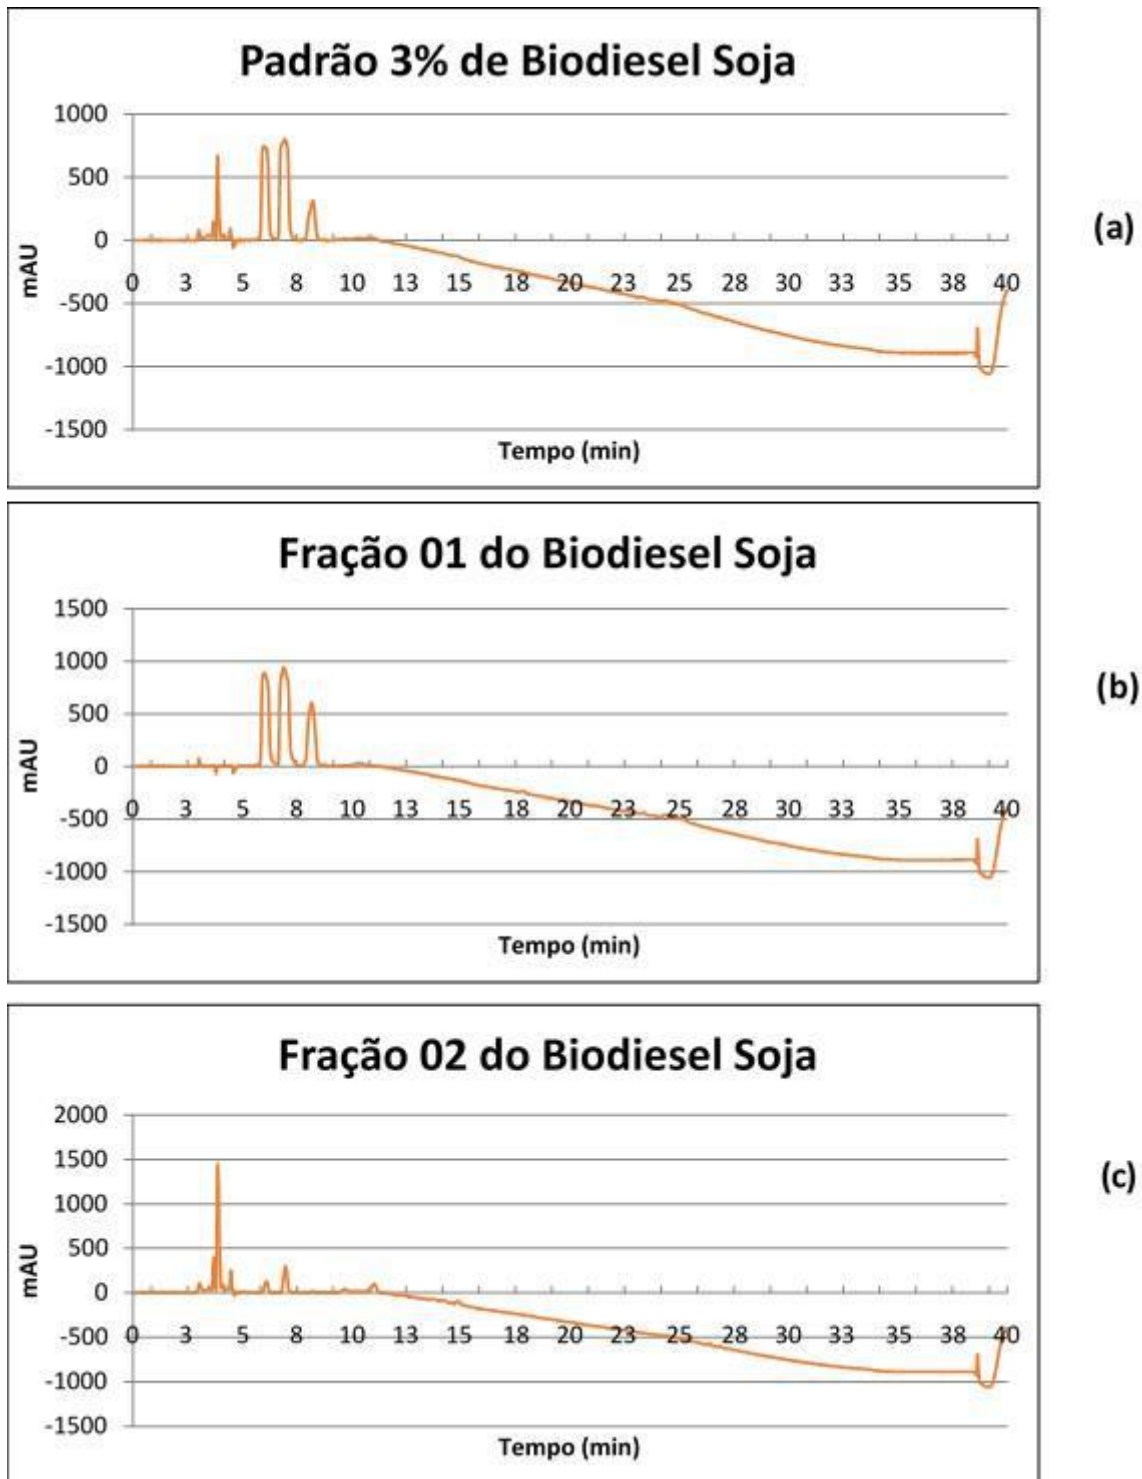 Padrão 3% de Biodiesel Soja
1000
500
0
-500
-1000
-1500
mAU
0 3 5 8 10 13 15 18 20 23 25 28 30 33 35 38 40
Tempo (min)
(a)
Fração 01 do Biodiesel Soja
1500
1000
500
0
-500
-1000
-1500
mAU
0 3 5 8 10 13 15 18 20 23 25 28 30 33 35 38 40
Tempo (min)
(b)
Fração 02 do Biodiesel Soja
2000
1500
1000
500
0
-500
-1000
-1500
mAU
0 3 5 8 10 13 15 18 20 23 25 28 30 33 35 38 40
Tempo (min)
(c)